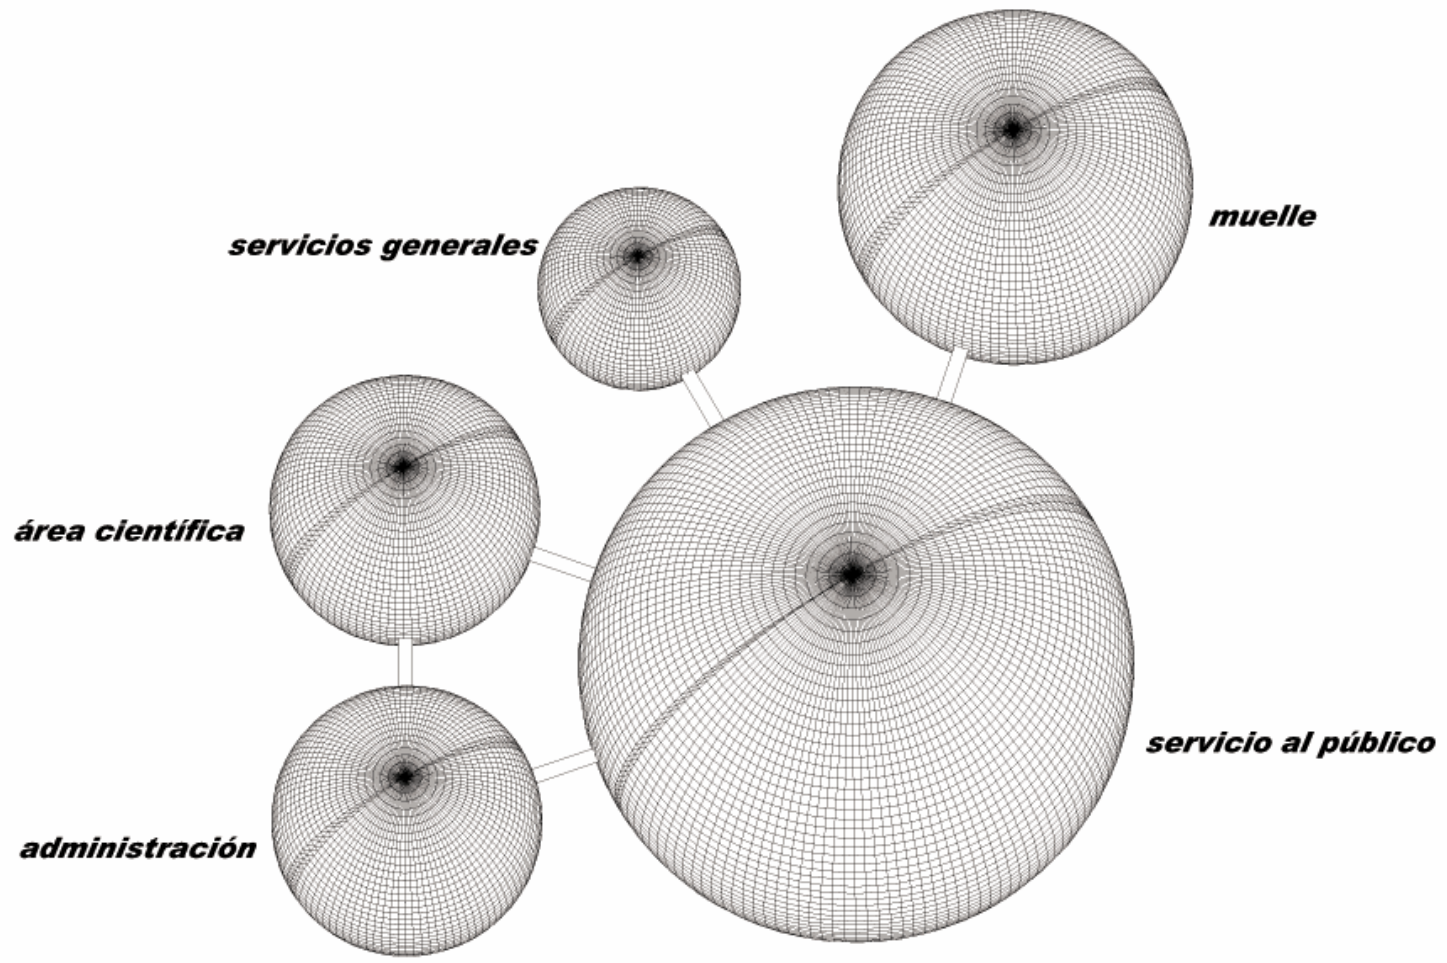 muelle
servicios generales
área científica
servicio al público
administración